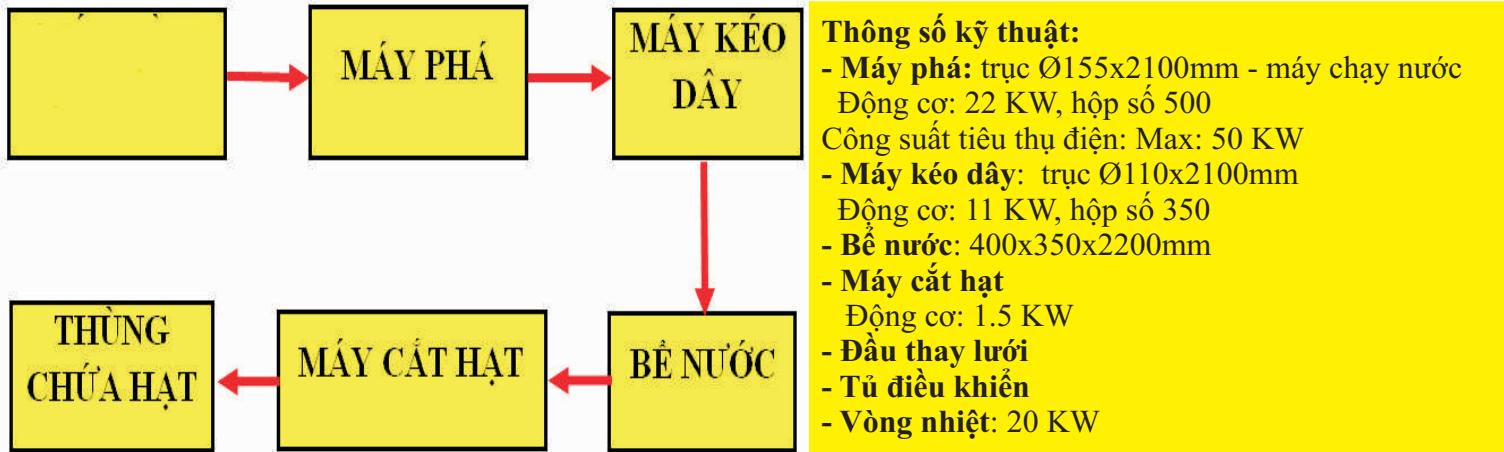 MÁY PHÁ
MÁY KÉO
DÂY
BỂ NƯỚC
MÁY CẮT HẠT
THÙNG
CHỨA HẠT
Thông số kỹ thuật:
- Máy phá: trục Ø155x2100mm - máy chạy nước
Động cơ: 22 KW, hộp số 500
Công suất tiêu thụ điện: Max: 50 KW
- Máy kéo dây: trục Ø110x2100mm
Động cơ: 11 KW, hộp số 350
- Bể nước: 400x350x2200mm
- Máy cắt hạt
Động cơ: 1.5 KW
- Đầu thay lưới
- Tủ điều khiển
- Vòng nhiệt: 20 KW